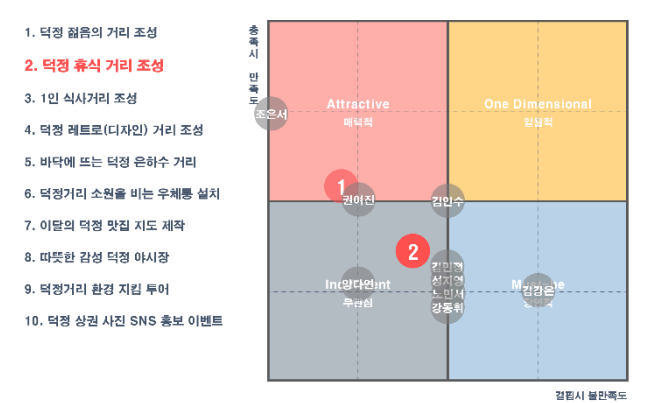 1. 덕정 젊음의 거리 조성
2. 덕정 휴식 거리 조성
3. 1인 식사거리 조성
4. 덕정 레트로(디자인) 거리 조성
5. 바닥에 뜨는 덕정 은하수 거리
6. 덕정거리 소원을 비는 우체통 설치
7. 이달의 덕정 맛집 지도 제작
8. 따뜻한 감성 덕정 야시장
9. 덕정거리 환경 지킴 투어
10. 덕정 상권 사진 SNS 홍보 이벤트
충족시 만족도
Attractive
매력적
One Dimensional
일원적
조은서
1
권여진
김인수
2
김민정
성지영
노민서
강동휘
양다연
무관심
김강은
결핍시 불만족도